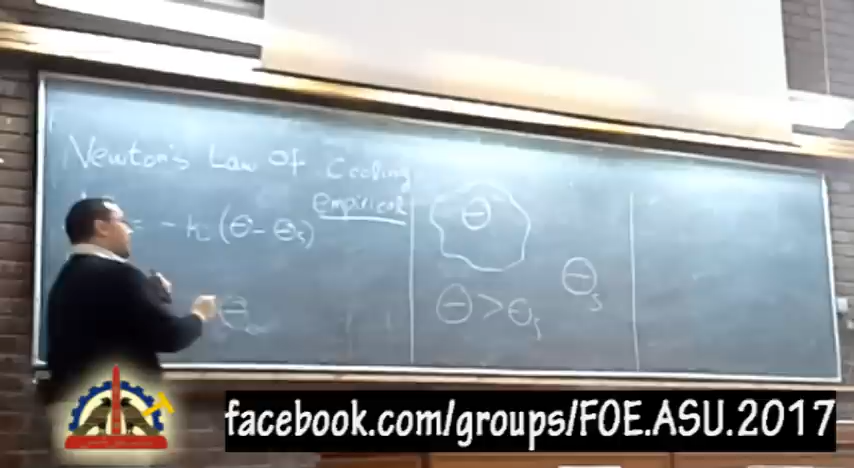 Newton's Law Of Cooling
empirical
= -k (Θ - Θs)
Θ
Θ
Θs
Θ > Θs
facebook.com/groups/FOE.ASU.2017